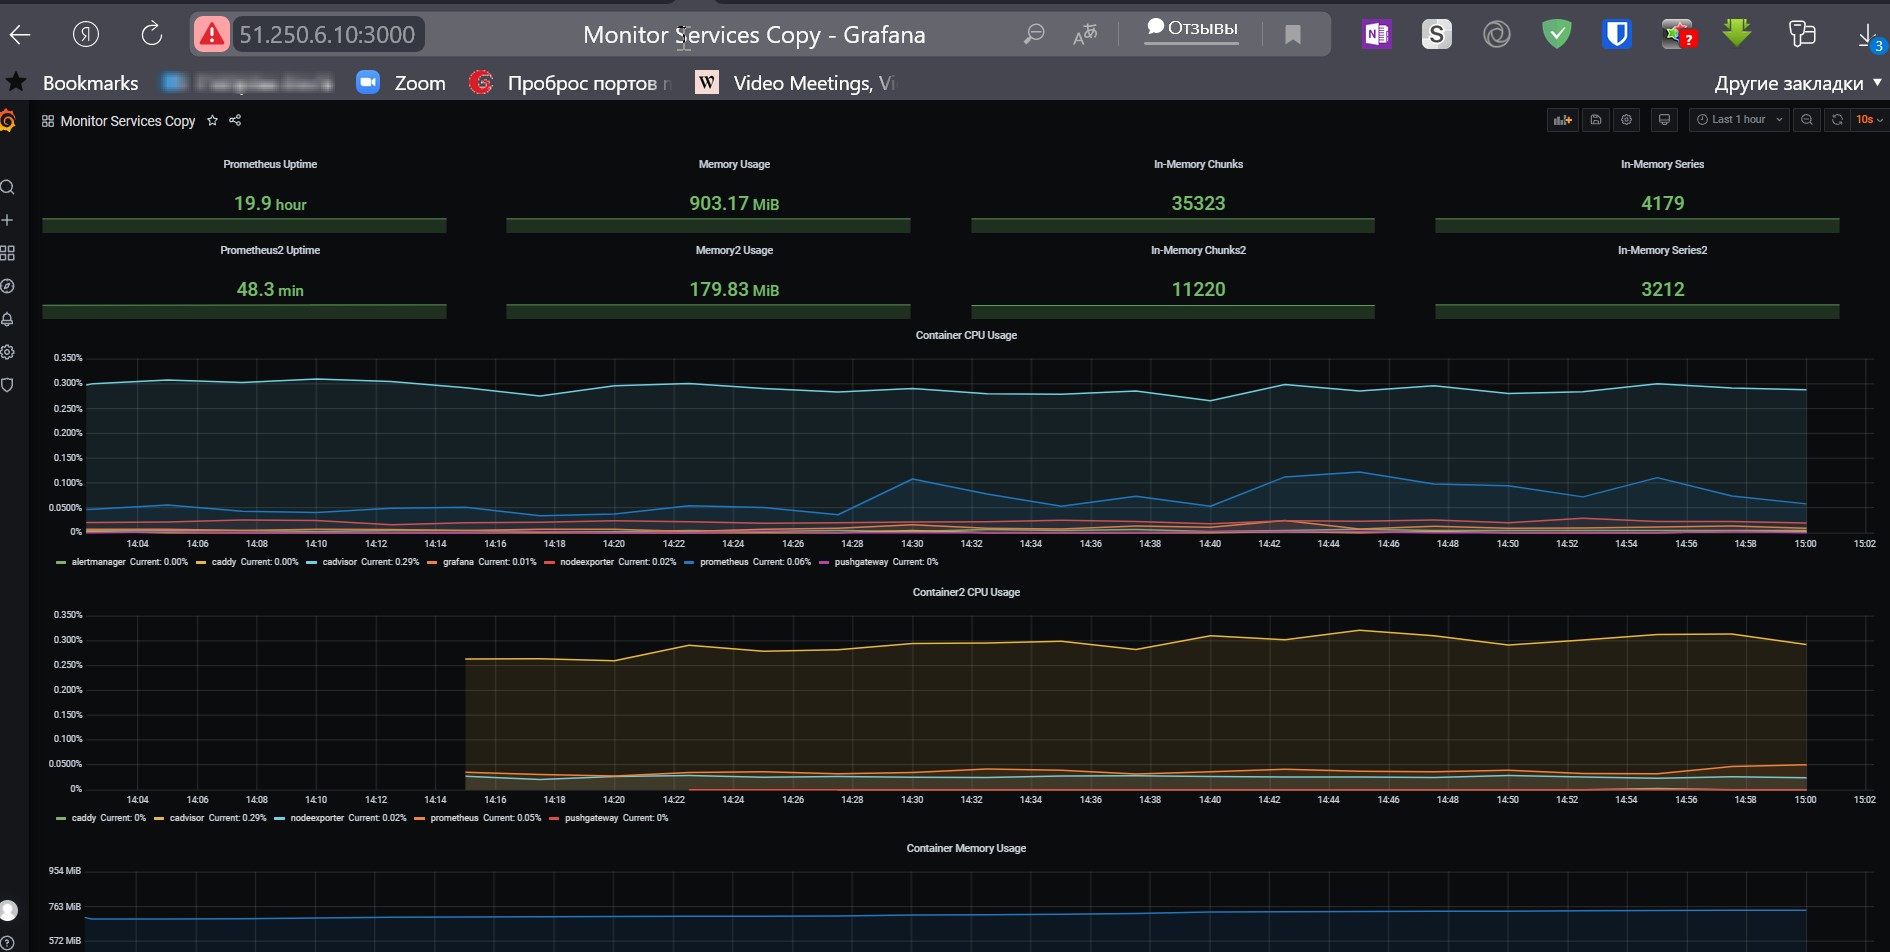 51.250.6.10:3000 Monitor Services Copy - Grafana Отзывы 3
Bookmarks Zoom Проброс портов Video Meetings, Другие закладки
Monitor Services Copy Last 1 hour 10s
Prometheus Uptime Memory Usage In-Memory Chunks In-Memory Series
19.9 hour 903.17 MiB 35323 4179
Prometheus2 Uptime Memory2 Usage In-Memory Chunks2 In-Memory Series2
48.3 min 179.83 MiB 11220 3212
Container CPU Usage
0.350%
0.300%
0.250%
0.200%
0.150%
0.100%
0.0500%
0%
14:04 14:06 14:08 14:10 14:12 14:14 14:16 14:18 14:20 14:22 14:24 14:26 14:28 14:30 14:32 14:34 14:36 14:38 14:40 14:42 14:44 14:46 14:48 14:50 14:52 14:54 14:56 14:58 15:00 15:02
alertmanager Current: 0.00% caddy Current: 0.00% cadvisor Current: 0.29% grafana Current: 0.01% nodeexporter Current: 0.02% prometheus Current: 0.06% pushgateway Current: 0%
Container2 CPU Usage
0.350%
0.300%
0.250%
0.200%
0.150%
0.100%
0.0500%
0%
14:04 14:06 14:08 14:10 14:12 14:14 14:16 14:18 14:20 14:22 14:24 14:26 14:28 14:30 14:32 14:34 14:36 14:38 14:40 14:42 14:44 14:46 14:48 14:50 14:52 14:54 14:56 14:58 15:00 15:02
caddy Current: 0% cadvisor Current: 0.29% nodeexporter Current: 0.02% prometheus Current: 0.05% pushgateway Current: 0%
Container Memory Usage
954 MiB
763 MiB
572 MiB